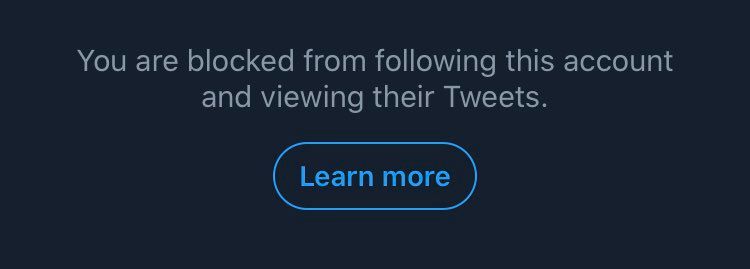 You are blocked from following this account
and viewing their Tweets.
Learn more